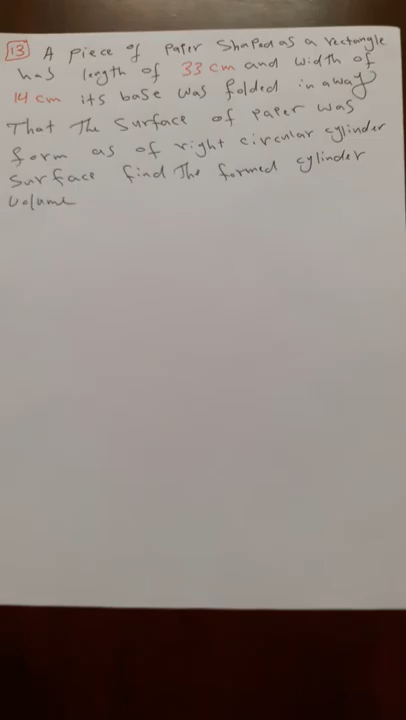 13 A piece of Paper Shaped as a rectangle
has length of 33 cm and width of
14 cm its base was folded in away
That The Surface of paper was
form as of right circular cylinder
Surface find The formed cylinder
Volume